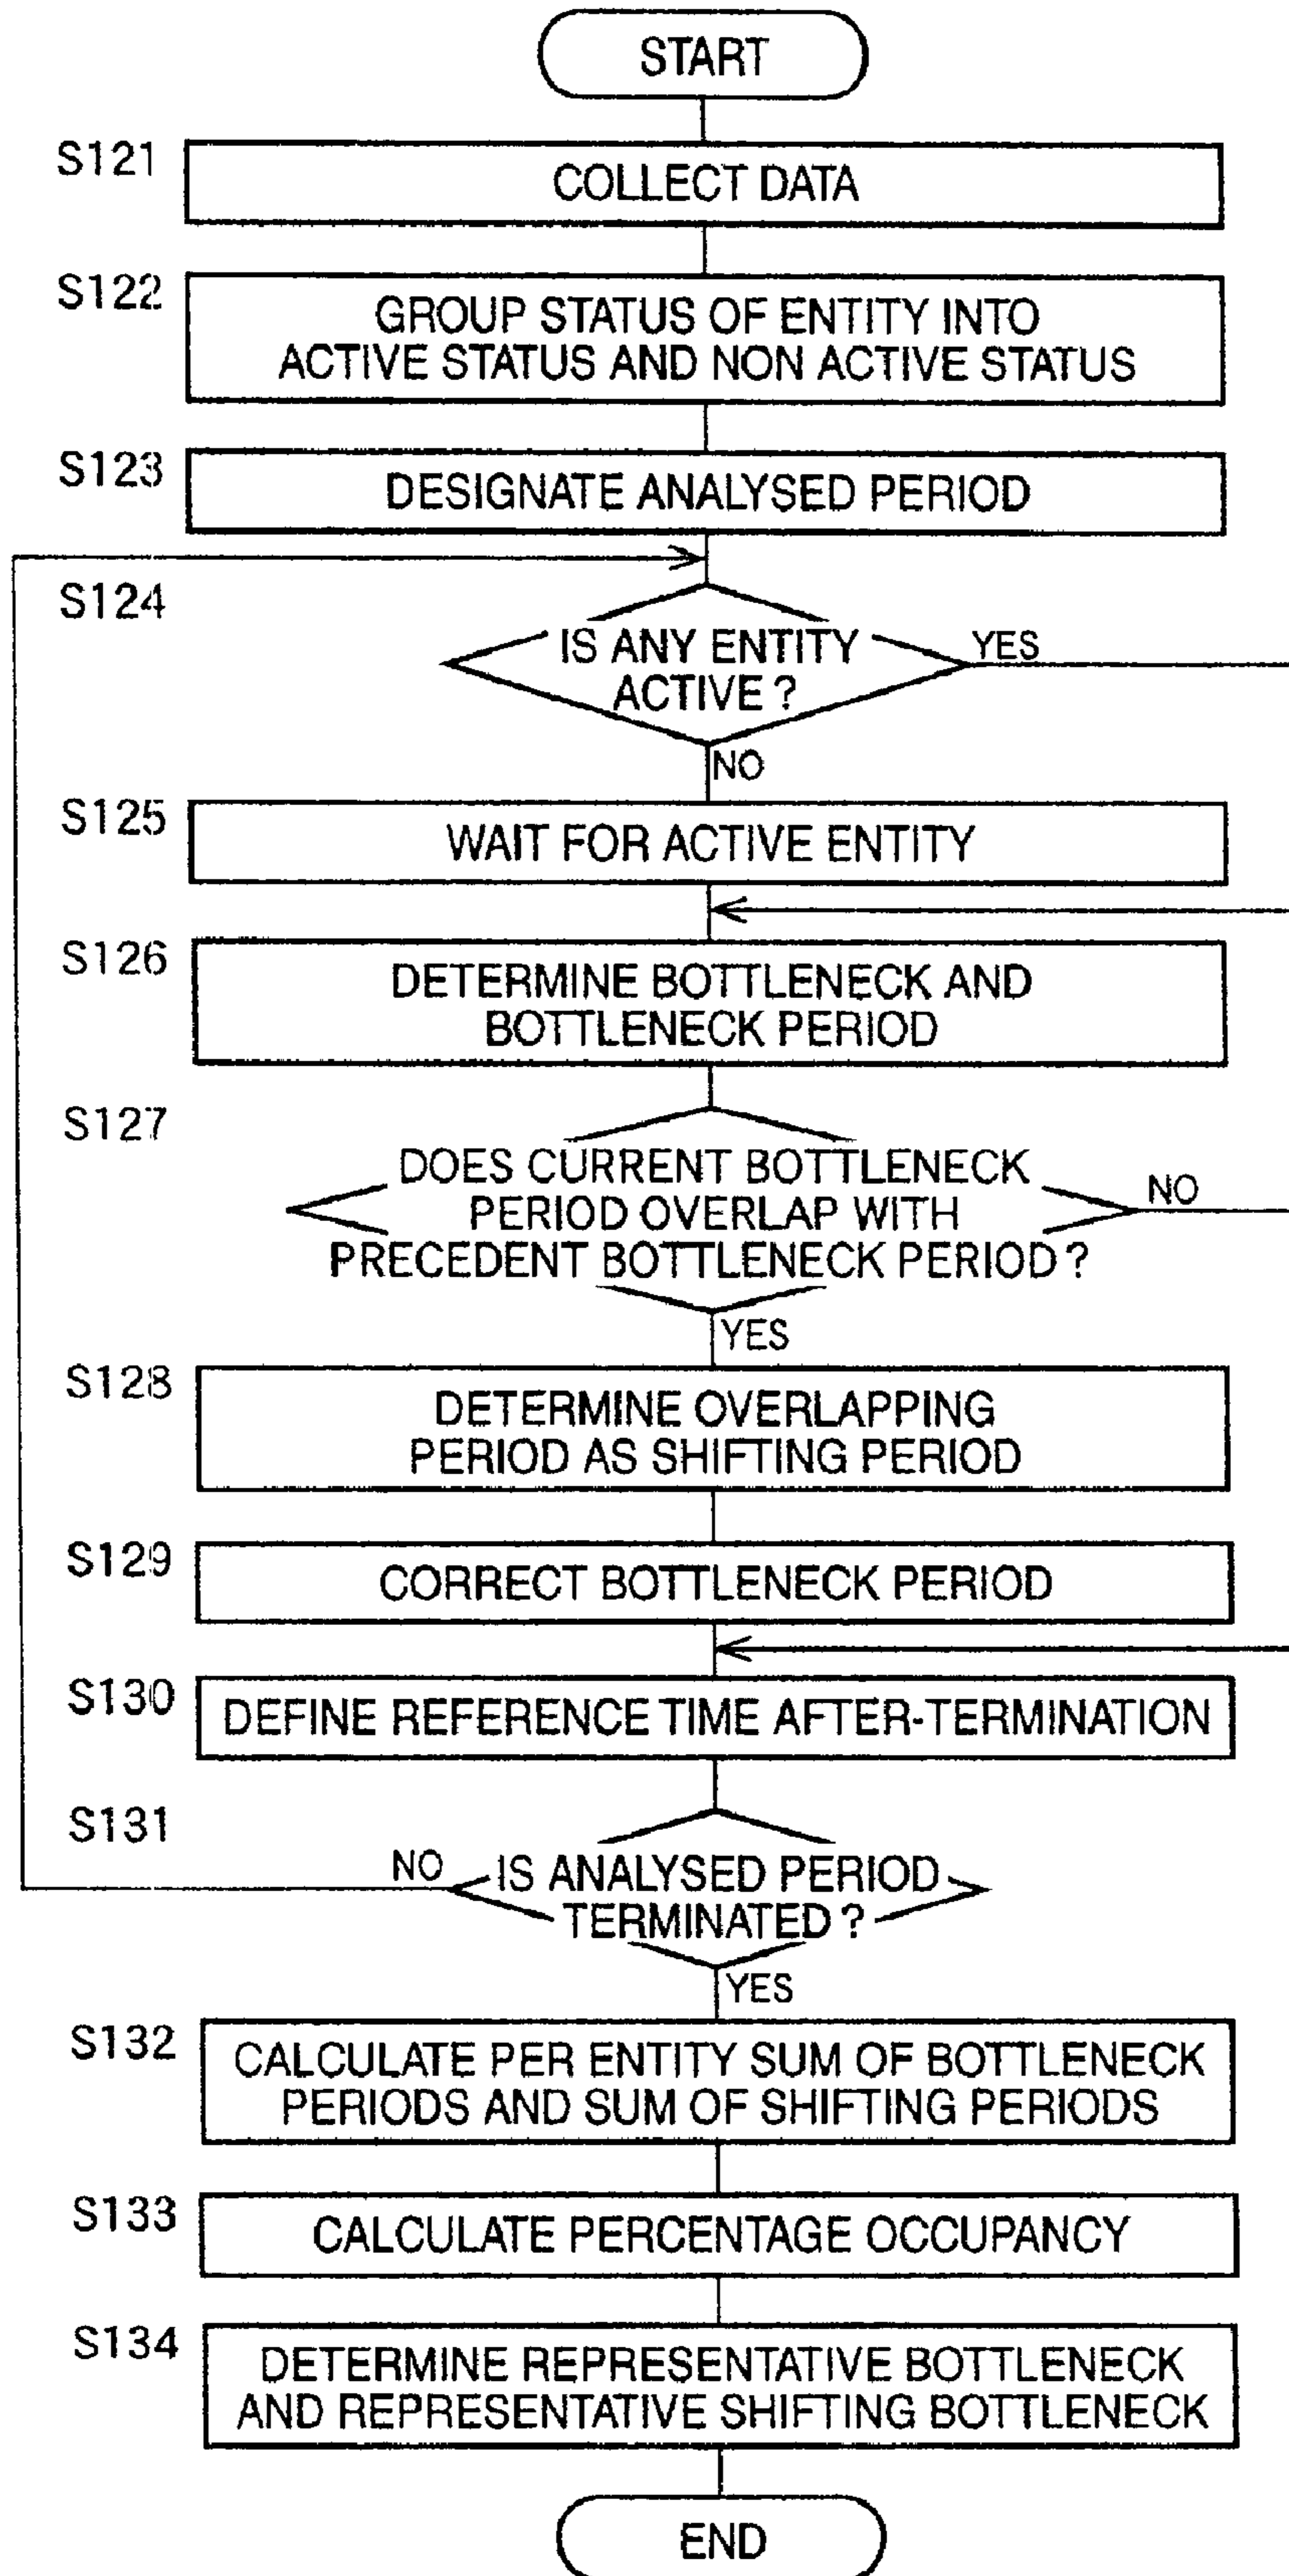 START
S121
COLLECT DATA
S122
GROUP STATUS OF ENTITY INTO
ACTIVE STATUS AND NON ACTIVE STATUS
S123
DESIGNATE ANALYSED PERIOD
S124
IS ANY ENTITY
ACTIVE ?
YES
NO
S125
WAIT FOR ACTIVE ENTITY
S126
DETERMINE BOTTLENECK AND
BOTTLENECK PERIOD
S127
DOES CURRENT BOTTLENECK
PERIOD OVERLAP WITH
PRECEDENT BOTTLENECK PERIOD ?
NO
YES
S128
DETERMINE OVERLAPPING
PERIOD AS SHIFTING PERIOD
S129
CORRECT BOTTLENECK PERIOD
S130
DEFINE REFERENCE TIME AFTER-TERMINATION
S131
NO
IS ANALYSED PERIOD
TERMINATED ?
YES
S132
CALCULATE PER ENTITY SUM OF BOTTLENECK
PERIODS AND SUM OF SHIFTING PERIODS
S133
CALCULATE PERCENTAGE OCCUPANCY
S134
DETERMINE REPRESENTATIVE BOTTLENECK
AND REPRESENTATIVE SHIFTING BOTTLENECK
END